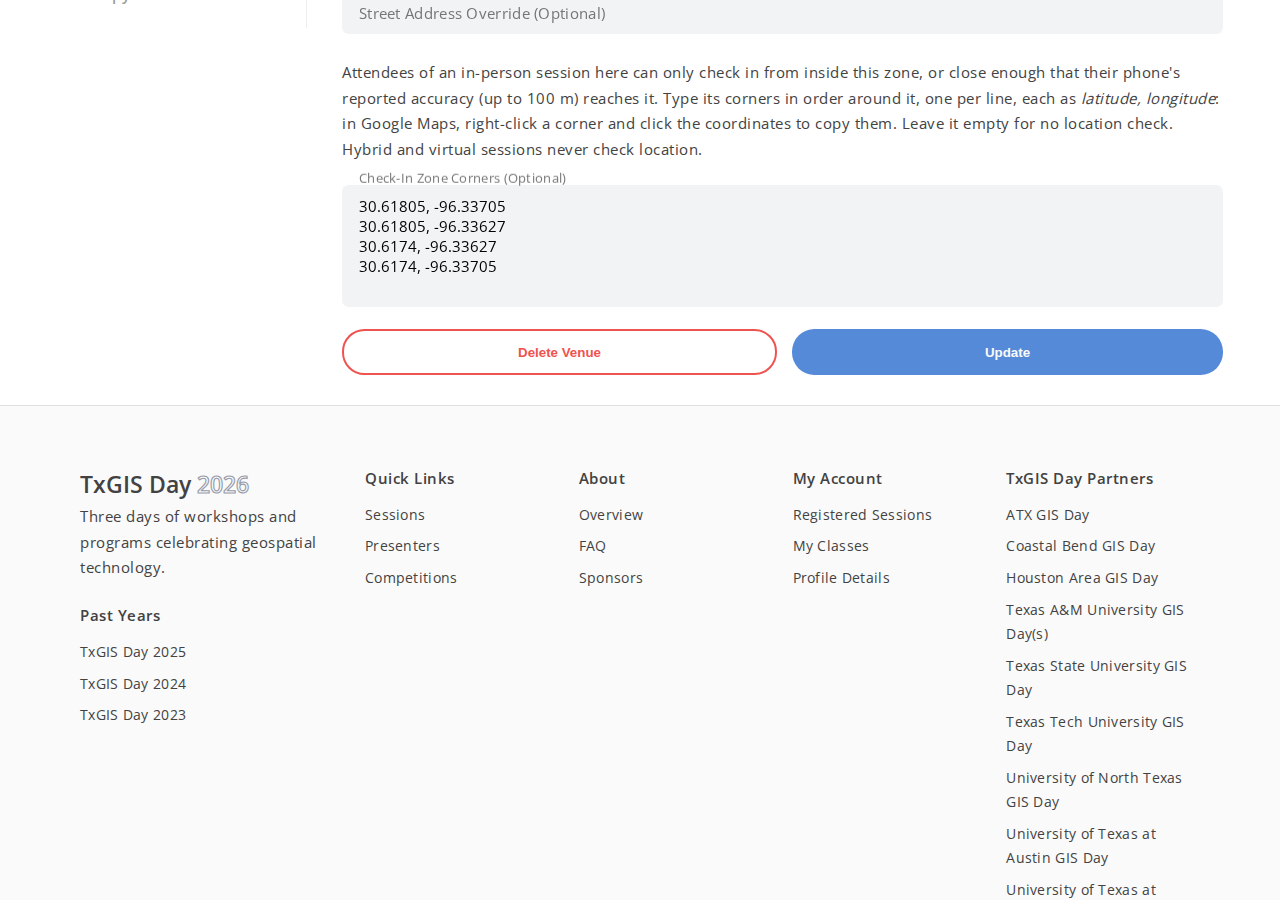 Street Address Override (Optional)
Attendees of an in-person session here can only check in from inside this zone, or close enough that their phone's
reported accuracy (up to 100 m) reaches it. Type its corners in order around it, one per line, each as latitude, longitude:
in Google Maps, right-click a corner and click the coordinates to copy them. Leave it empty for no location check.
Hybrid and virtual sessions never check location.
Check-In Zone Corners (Optional)
30.61805, -96.33705
30.61805, -96.33627
30.6174, -96.33627
30.6174, -96.33705
Delete Venue
Update
TxGIS Day 2026
Three days of workshops and
programs celebrating geospatial
technology.
Past Years
TxGIS Day 2025
TxGIS Day 2024
TxGIS Day 2023
Quick Links
Sessions
Presenters
Competitions
About
Overview
FAQ
Sponsors
My Account
Registered Sessions
My Classes
Profile Details
TxGIS Day Partners
ATX GIS Day
Coastal Bend GIS Day
Houston Area GIS Day
Texas A&M University GIS
Day(s)
Texas State University GIS
Day
Texas Tech University GIS
Day
University of North Texas
GIS Day
University of Texas at
Austin GIS Day
University of Texas at